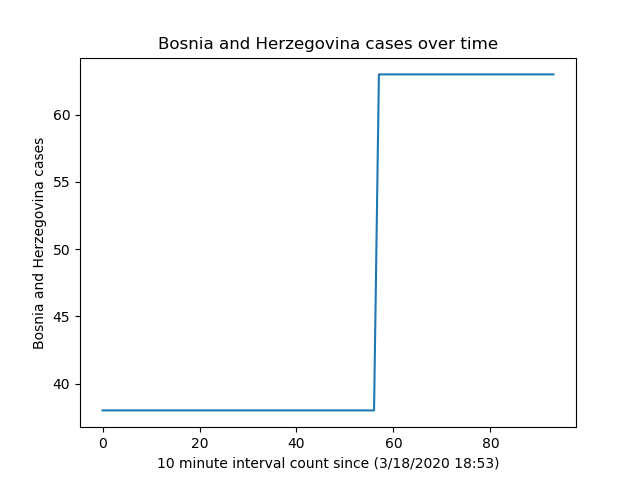 Bosnia and Herzegovina cases over time
Bosnia and Herzegovina cases
60
55
50
45
40
0 20 40 60 80
10 minute interval count since (3/18/2020 18:53)